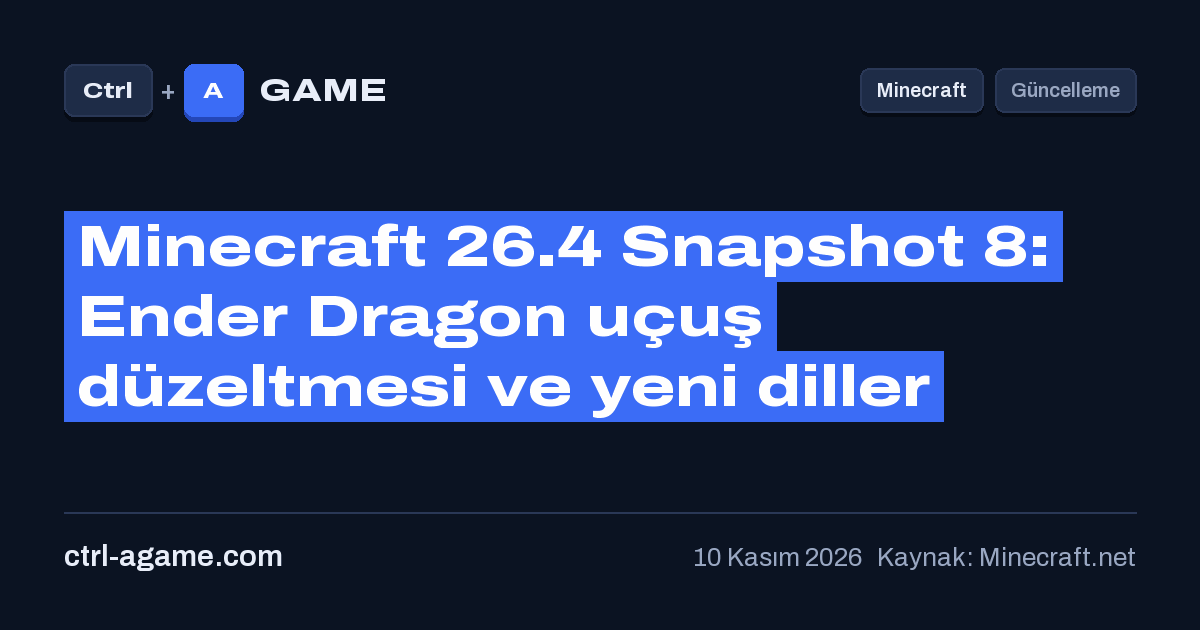 Ctrl + A GAME
Minecraft Güncelleme
Minecraft 26.4 Snapshot 8:
Ender Dragon uçuş
düzeltmesi ve yeni diller
ctrl-agame.com
10 Kasım 2026 Kaynak: Minecraft.net